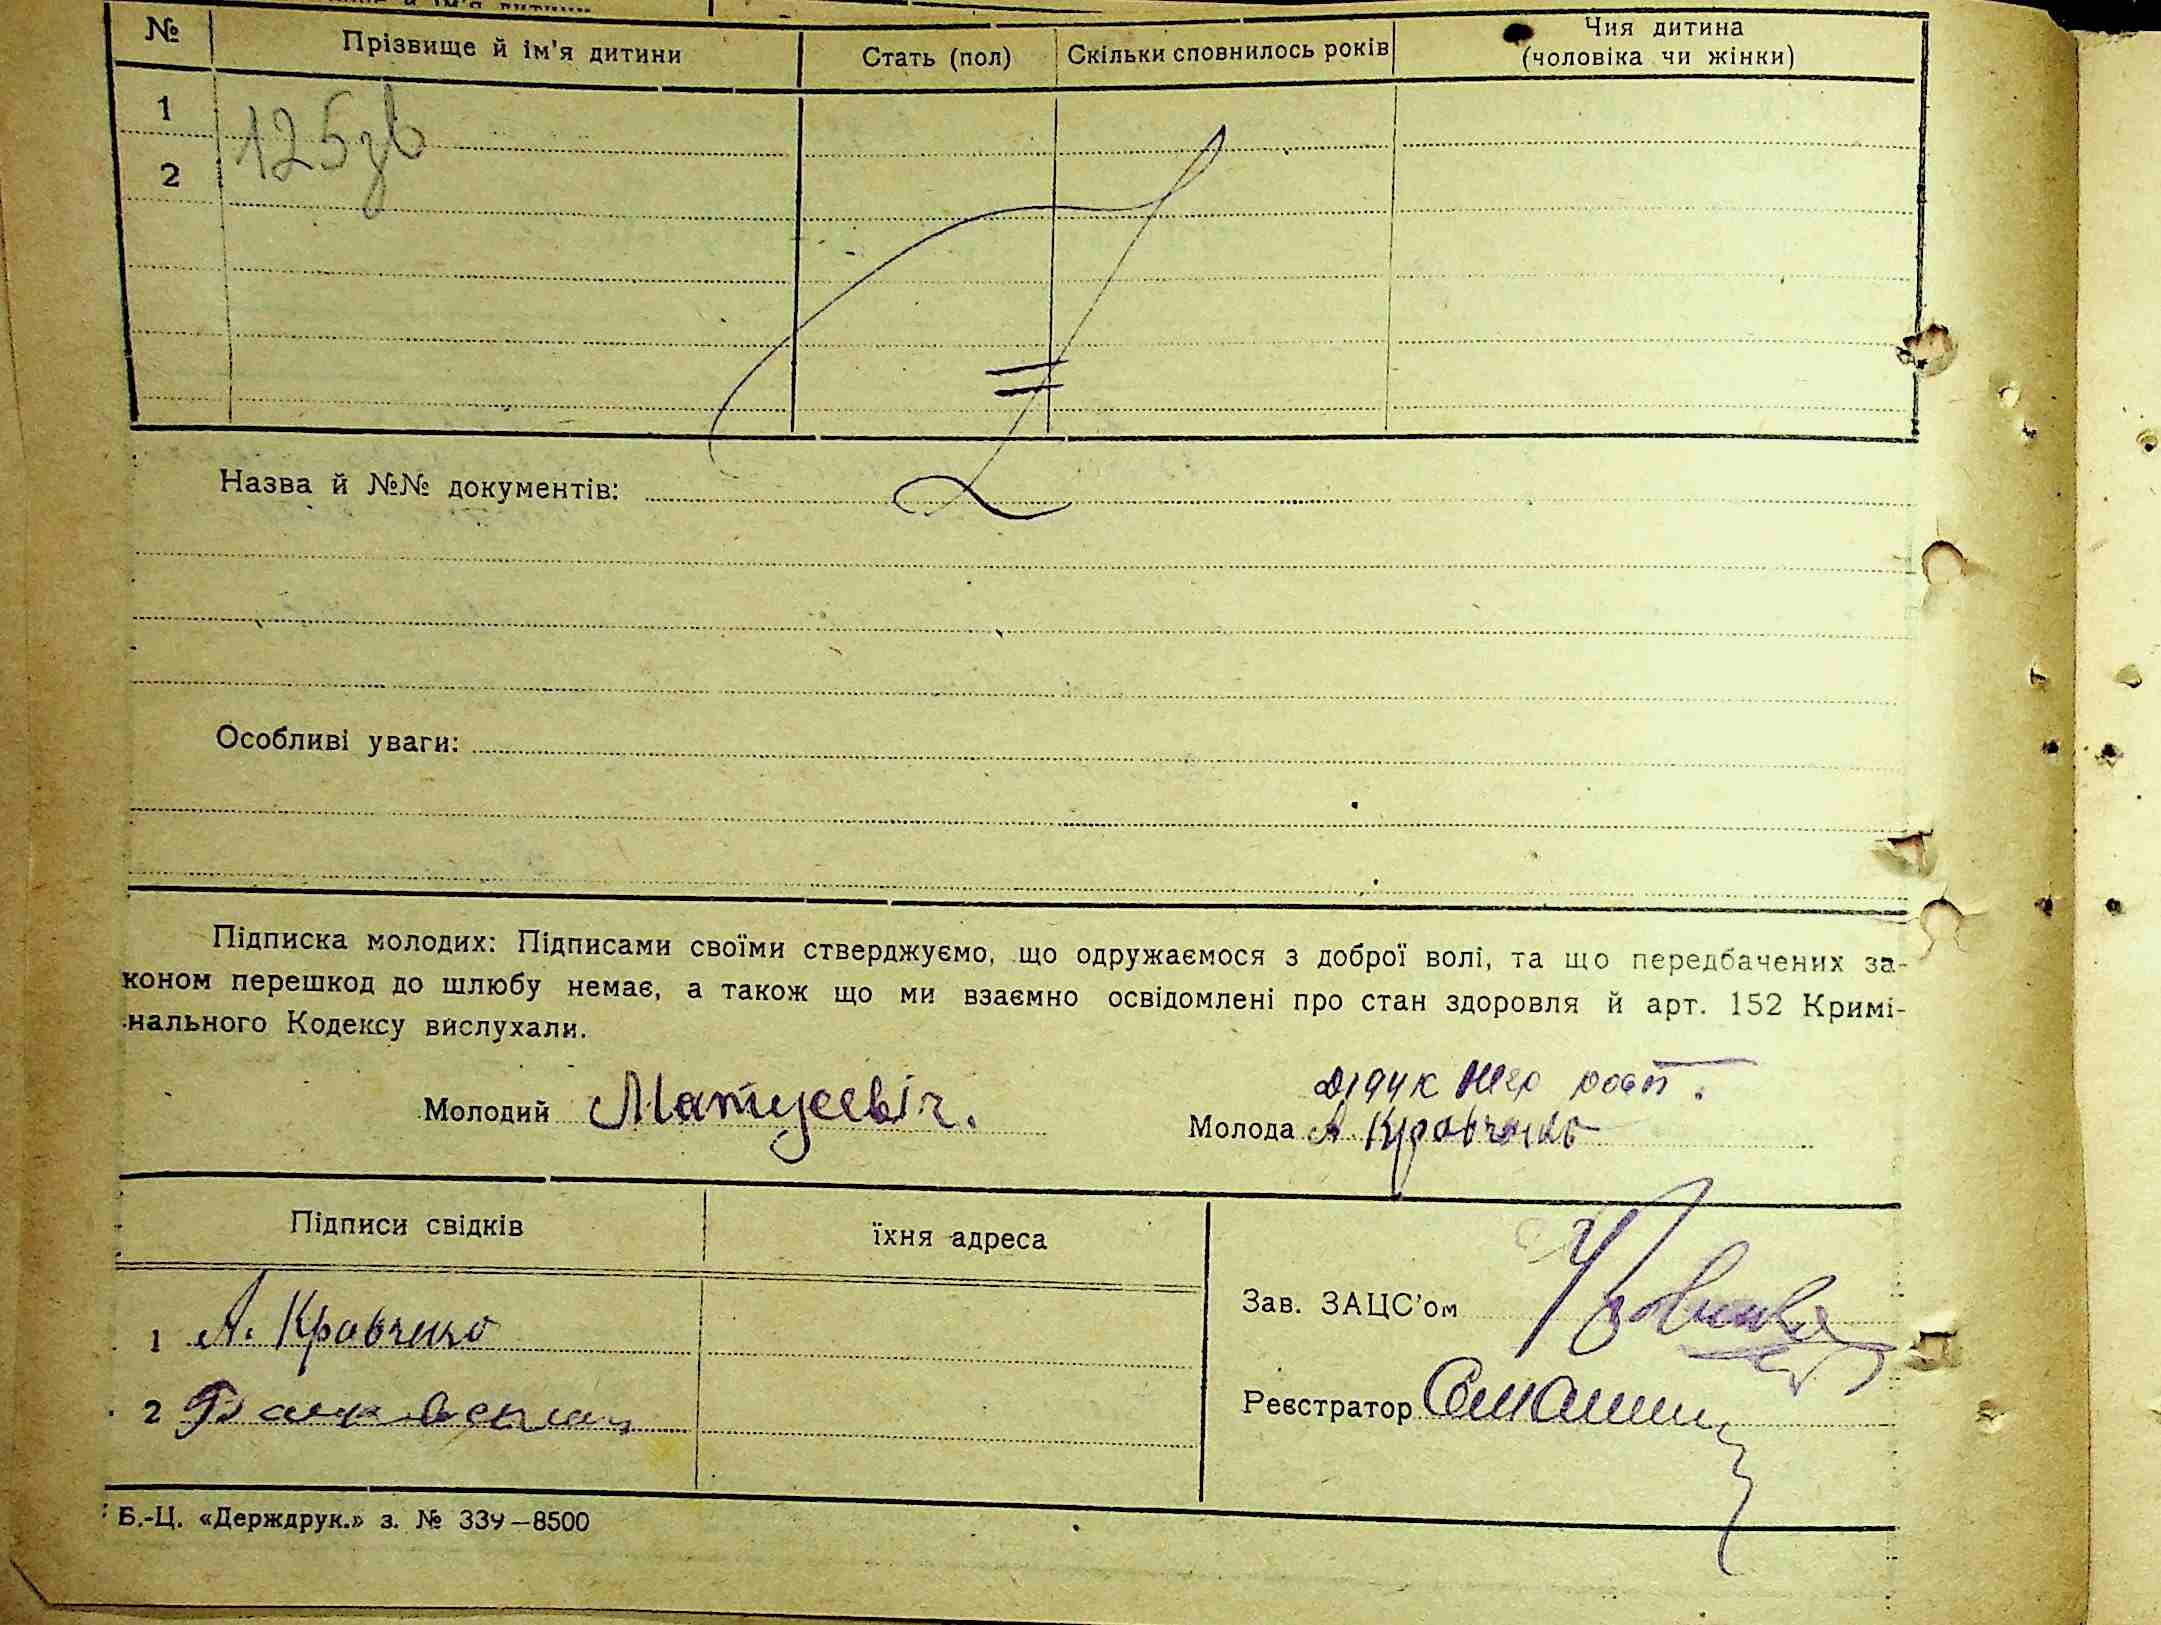 № Прізвище й ім'я дитини Стать (пол) Скільки сповнилось років Чия дитина (чоловіка чи жінки)
1
125зв
2
Назва й №№ документів:
Особливі уваги:
Підписка молодих: Підписами своїми стверджуємо, що одружаємося з доброї волі, та що передбачених за-
коном перешкод до шлюбу немає, а також що ми взаємно освідомлені про стан здоровля й арт. 152 Кримі-
нального Кодексу вислухали.
Дідук
Молодий Матусевіч. Молода А. Кравченко
Підписи свідків їхня адреса
Зав. ЗАЦС'ом
1 А. Кравченко
Реєстратор
2
Б.-Ц. «Держдрук.» з. № 339—8500